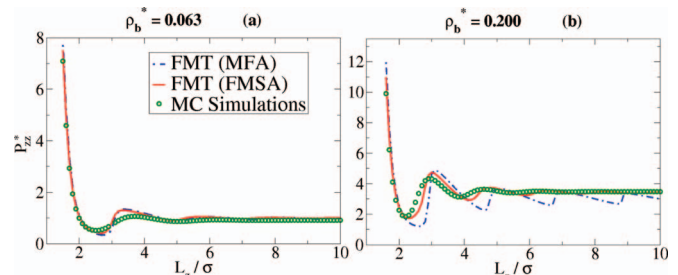 ρb* = 0.063 (a)
ρb* = 0.200 (b)
8
6
4
2
0
P*zz
FMT (MFA)
FMT (FMSA)
MC Simulations
2 4 6 8 10
Lz / σ
12
10
8
6
4
2
0
2 4 6 8 10
Lz / σ